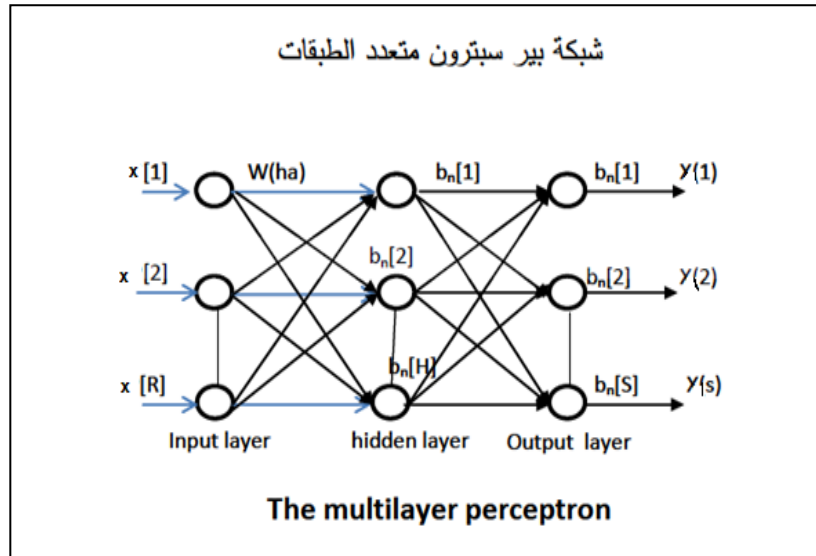 شبكة بير سبترون متعدد الطبقات
x [1] W(ha) bₙ[1] bₙ[1] Y(1)
bₙ[2]
x [2] bₙ[2] Y(2)
bₙ[H]
x [R] bₙ[S] Y(s)
Input layer hidden layer Output layer
The multilayer perceptron